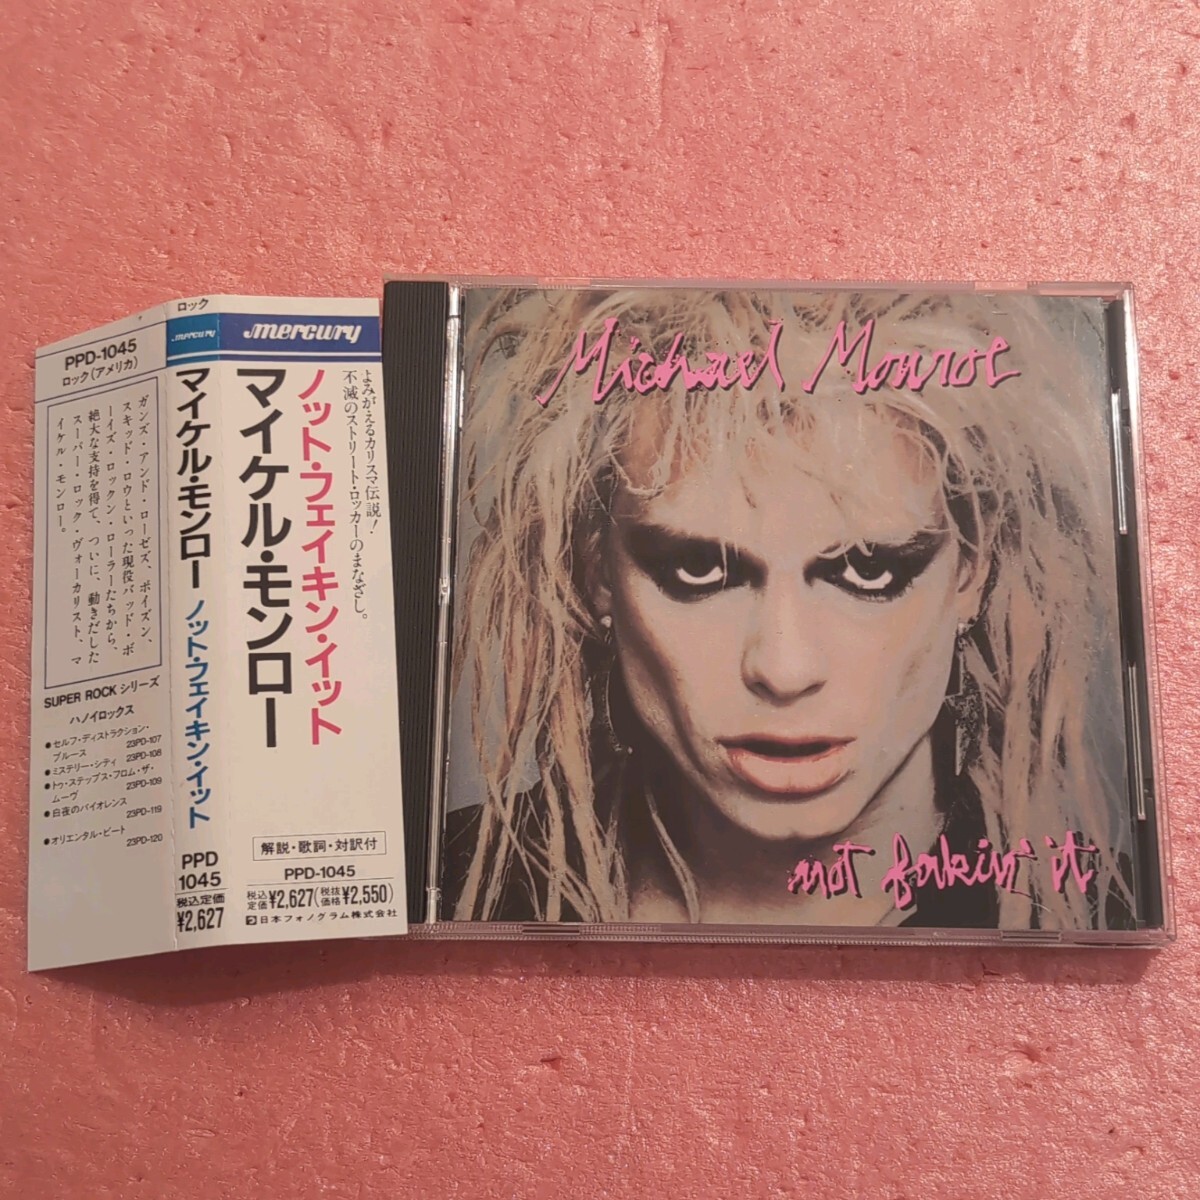 PPD-1045
ロック(アメリカ)
ガンズ・アンド・ローゼズ、ポイズン、
スキッド・ロウといった現役バッド・ボ
ーイズ・ロックン・ローラーたちから、
絶大な支持を得て、ついに、動きだした
スーパー・ロック・ヴォーカリスト、マ
イケル・モンロー。
SUPER ROCK シリーズ
ハノイロックス
●セルフ・ディストラクション・
ブルース 23PD-107
●ミステリー・シティ 23PD-108
●トゥ・ステップス・フロム・ザ・
ムーヴ 23PD-109
●白夜のバイオレンス
23PD-119
●オリエンタル・ビート
23PD-120
ロック
mercury
マイケル・モンロー ノット・フェイキン・イット
PPD
1045
税込定価
¥2,627
mercury
よみがえるカリスマ伝説!
不滅のストリート・ロッカーのまなざし。
ノット・フェイキン・イット
マイケル・モンロー
解説・歌詞・対訳付
PPD-1045
税込定価¥2,627(税抜価格¥2,550)
日本フォノグラム株式会社
Michael Monroe
not fakin' it